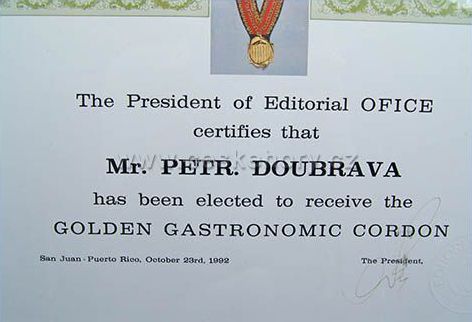 The President of Editorial OFICE
certifies that
Mr. PETR. DOUBRAVA
has been elected to receive the
GOLDEN GASTRONOMIC CORDON
San Juan - Puerto Rico, October 23rd, 1992 The President,